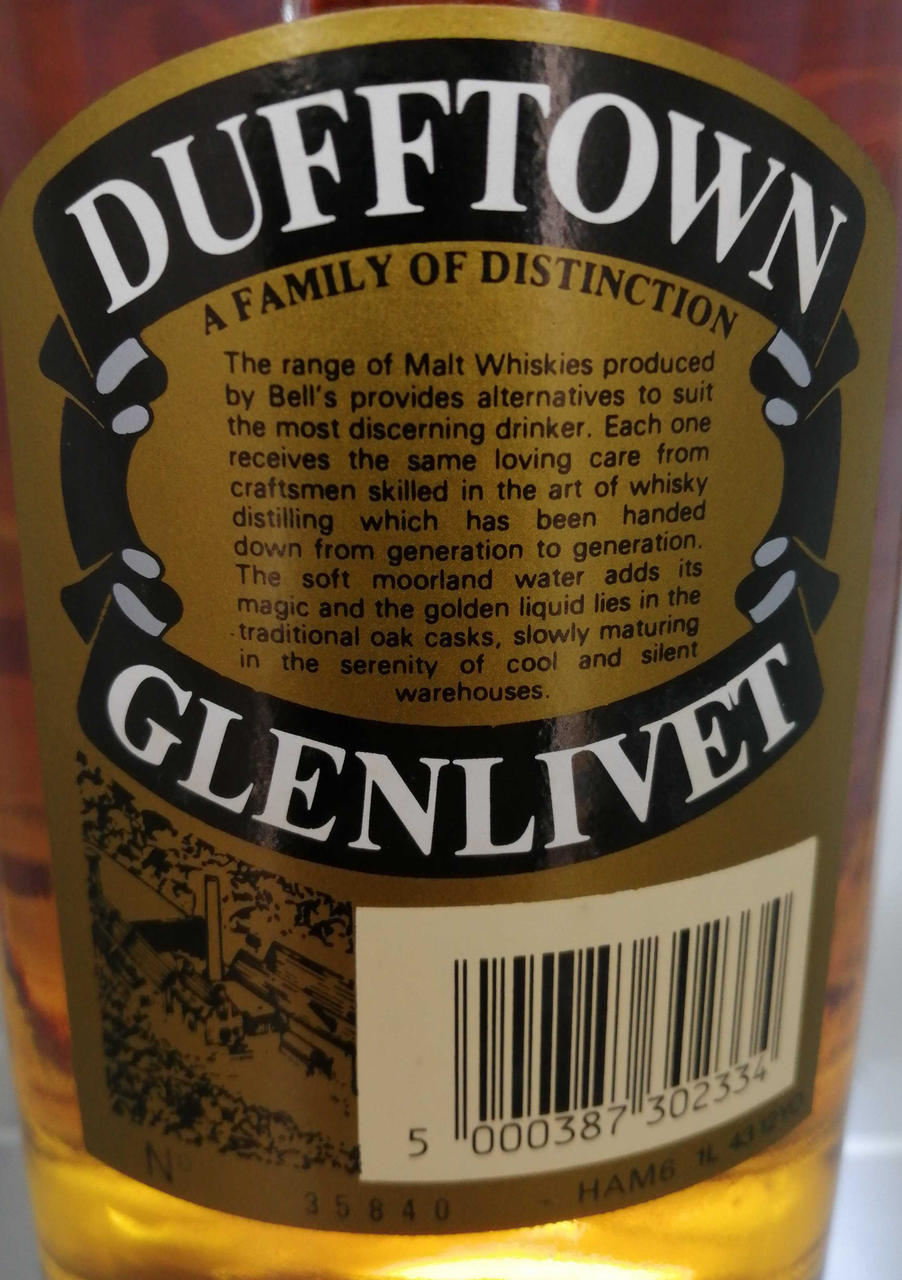 DUFFTOWN
A FAMILY OF DISTINCTION
The range of Malt Whiskies produced
by Bell's provides alternatives to suit
the most discerning drinker. Each one
receives the same loving care from
craftsmen skilled in the art of whisky
distilling which has been handed
down from generation to generation.
The soft moorland water adds its
magic and the golden liquid lies in the
traditional oak casks, slowly maturing
in the serenity of cool and silent
warehouses.
GLENLIVET
5 000387 302334
Nº
35840
HAM6 1L 43 12YO